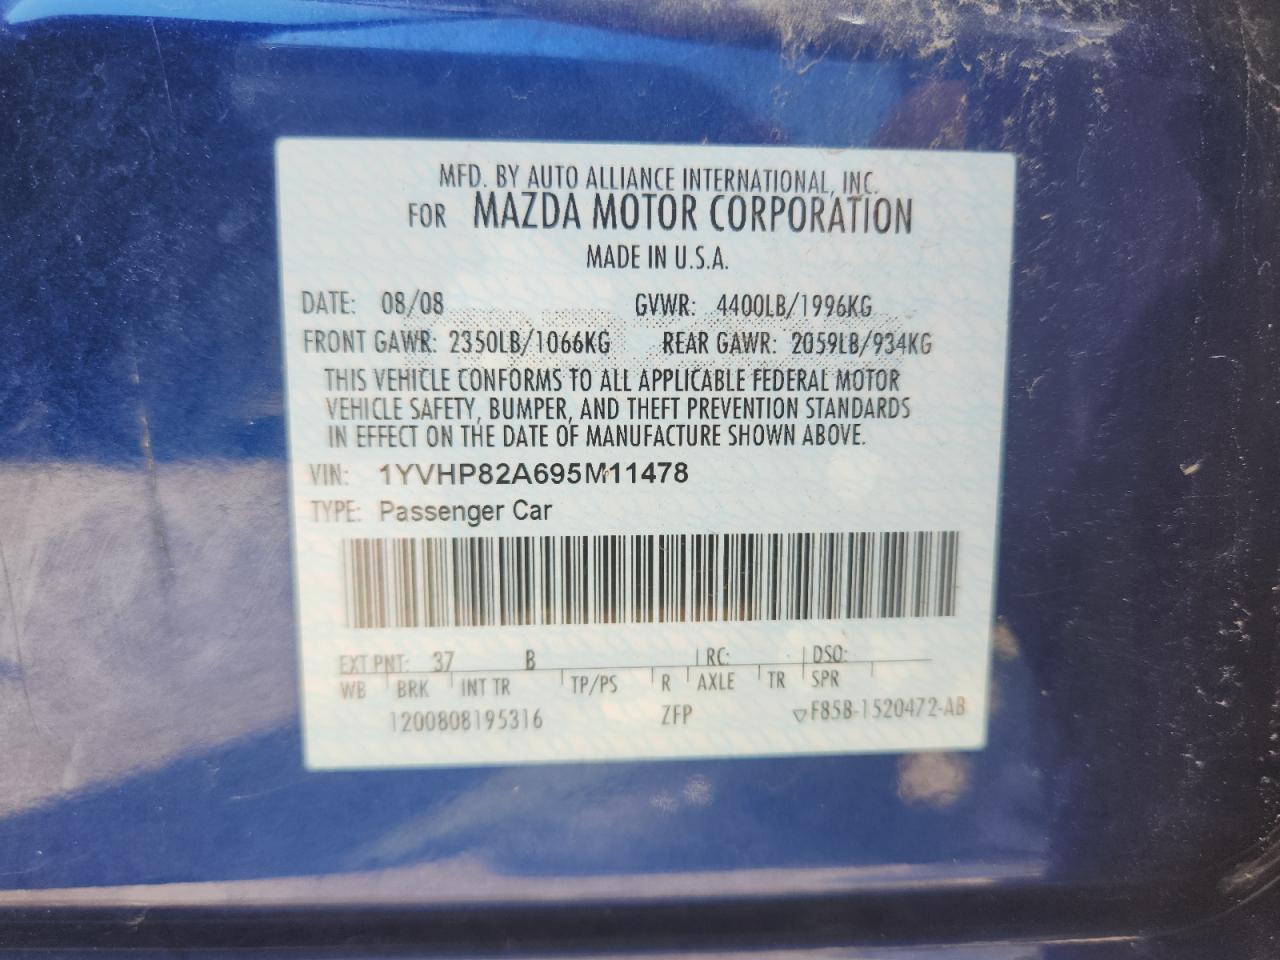 MFD. BY AUTO ALLIANCE INTERNATIONAL, INC.
FOR MAZDA MOTOR CORPORATION
MADE IN U.S.A.
DATE: 08/08 GVWR: 4400LB/1996KG
FRONT GAWR: 2350LB/1066KG REAR GAWR: 2059LB/934KG
THIS VEHICLE CONFORMS TO ALL APPLICABLE FEDERAL MOTOR
VEHICLE SAFETY, BUMPER, AND THEFT PREVENTION STANDARDS
IN EFFECT ON THE DATE OF MANUFACTURE SHOWN ABOVE.
VIN: 1YVHP82A695M11478
TYPE: Passenger Car
EXT PNT: 37 B RC: DSO:
WB BRK INT TR TP/PS R AXLE TR SPR
1200808195316 ZFP ▽F85B-1520472-AB